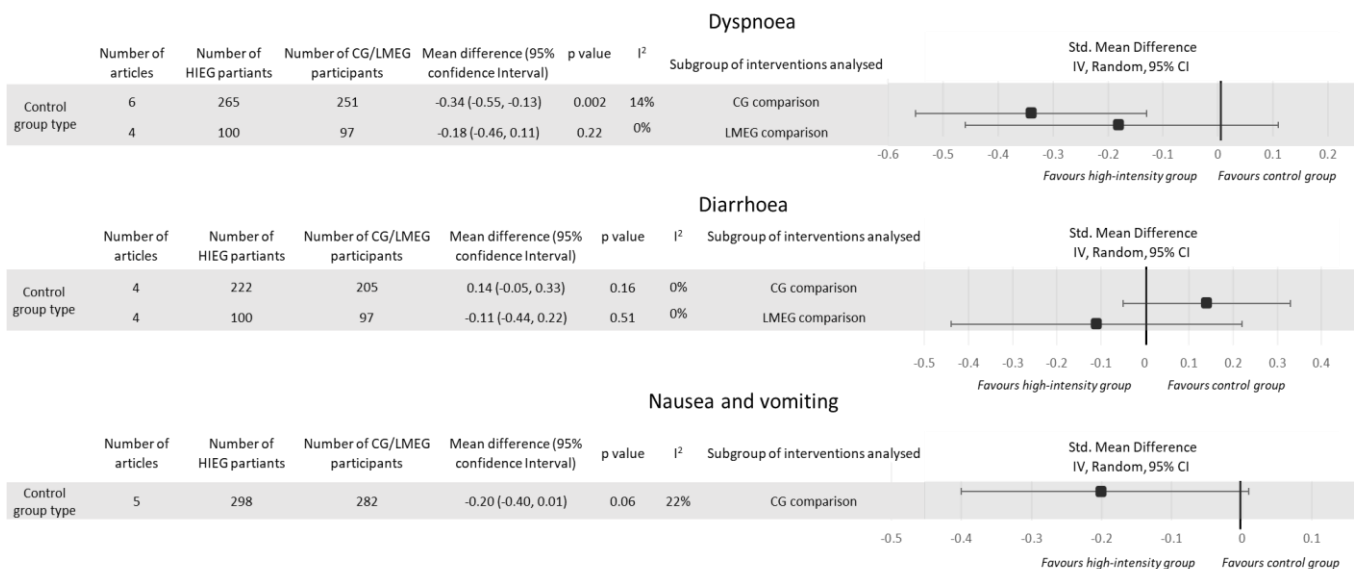 Dyspnoea
Number of articles Number of HIEG partiants Number of CG/LMEG participants Mean difference (95% confidence Interval) p value I² Subgroup of interventions analysed Std. Mean Difference IV, Random, 95% CI
Control group type 6 265 251 -0.34 (-0.55, -0.13) 0.002 14% CG comparison
4 100 97 -0.18 (-0.46, 0.11) 0.22 0% LMEG comparison
-0.6 -0.5 -0.4 -0.3 -0.2 -0.1 0 0.1 0.2
Favours high-intensity group Favours control group
Diarrhoea
Number of articles Number of HIEG partiants Number of CG/LMEG participants Mean difference (95% confidence Interval) p value I² Subgroup of interventions analysed Std. Mean Difference IV, Random, 95% CI
Control group type 4 222 205 0.14 (-0.05, 0.33) 0.16 0% CG comparison
4 100 97 -0.11 (-0.44, 0.22) 0.51 0% LMEG comparison
-0.5 -0.4 -0.3 -0.2 -0.1 0 0.1 0.2 0.3 0.4
Favours high-intensity group Favours control group
Nausea and vomiting
Number of articles Number of HIEG partiants Number of CG/LMEG participants Mean difference (95% confidence Interval) p value I² Subgroup of interventions analysed Std. Mean Difference IV, Random, 95% CI
Control group type 5 298 282 -0.20 (-0.40, 0.01) 0.06 22% CG comparison
-0.5 -0.4 -0.3 -0.2 -0.1 0 0.1
Favours high-intensity group Favours control group